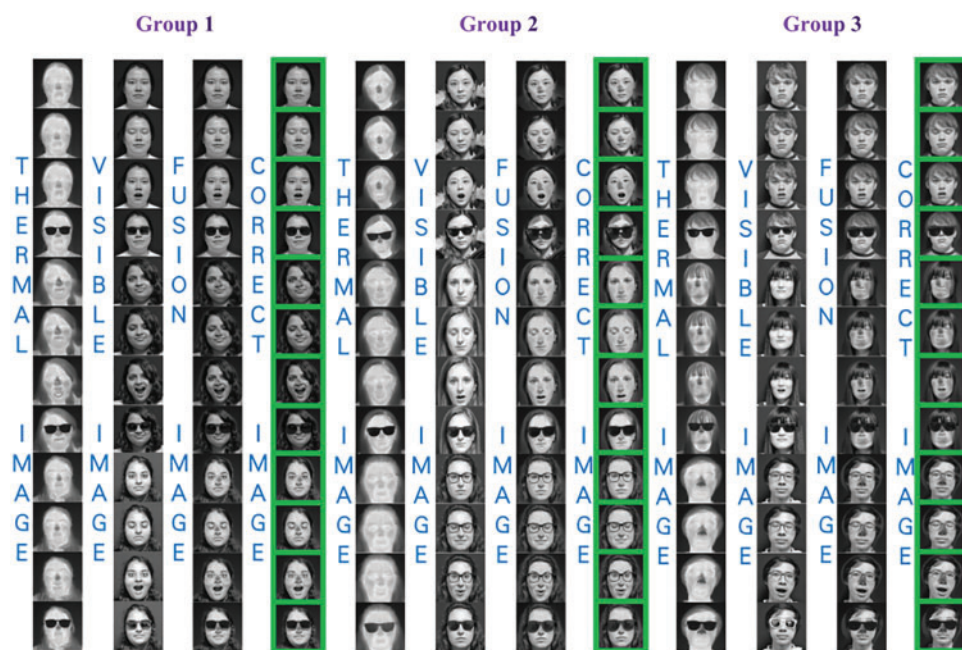 Group 1
Group 2
Group 3
THERMAL IMAGE
VISIBLE IMAGE
FUSION IMAGE
CORRECT IMAGE
THERMAL IMAGE
VISIBLE IMAGE
FUSION IMAGE
CORRECT IMAGE
THERMAL IMAGE
VISIBLE IMAGE
FUSION IMAGE
CORRECT IMAGE